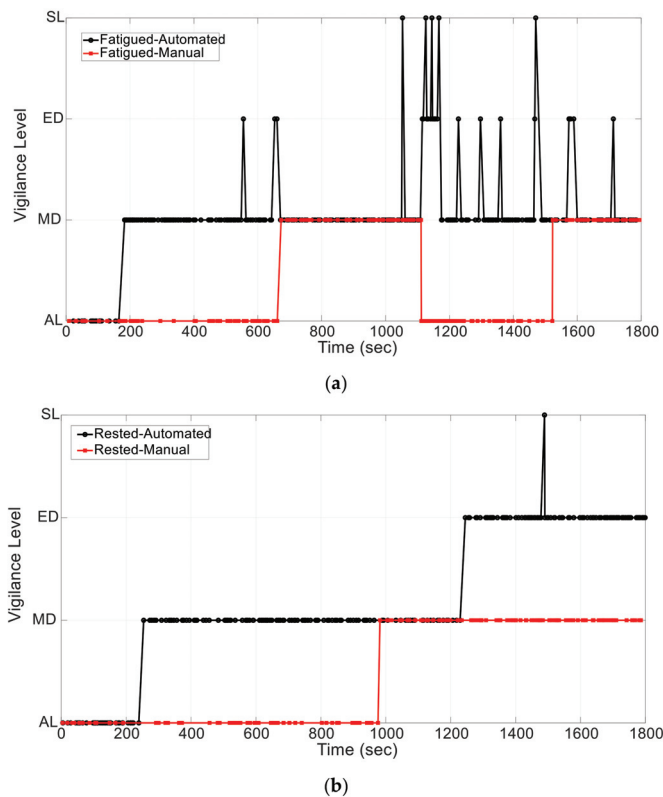 SL
Fatigued-Automated
Fatigued-Manual
ED
Vigilance Level
MD
AL
0 200 400 600 800 1000 1200 1400 1600 1800
Time (sec)
(a)
SL
Rested-Automated
Rested-Manual
ED
Vigilance Level
MD
AL
0 200 400 600 800 1000 1200 1400 1600 1800
Time (sec)
(b)